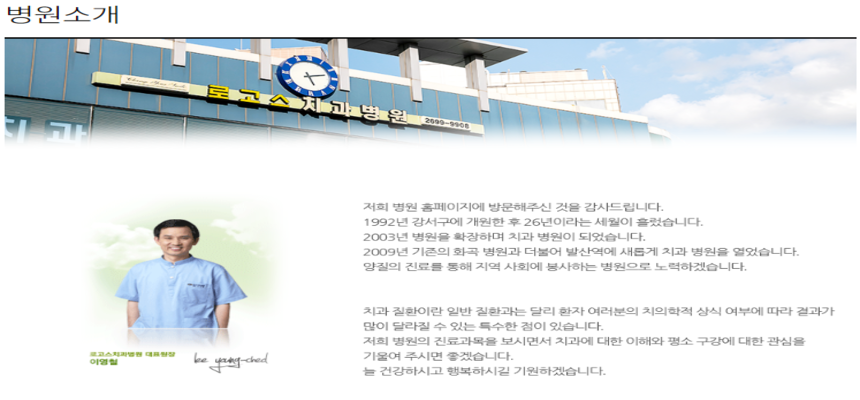 병원소개
로고스치과병원 2699-9908
치과
저희 병원 홈페이지에 방문해주신 것을 감사드립니다.
1992년 강서구에 개원한 후 26년이라는 세월이 흘렀습니다.
2003년 병원을 확장하며 치과 병원이 되었습니다.
2009년 기존의 화곡 병원과 더불어 발산역에 새롭게 치과 병원을 열었습니다.
양질의 진료를 통해 지역 사회에 봉사하는 병원으로 노력하겠습니다.
치과 질환이란 일반 질환과는 달리 환자 여러분의 치의학적 상식 여부에 따라 결과가
많이 달라질 수 있는 특수한 점이 있습니다.
저희 병원의 진료과목을 보시면서 치과에 대한 이해와 평소 구강에 대한 관심을
기울여 주시면 좋겠습니다.
늘 건강하시고 행복하시길 기원하겠습니다.
로고스치과병원 대표원장
이영철
lee young-cheol